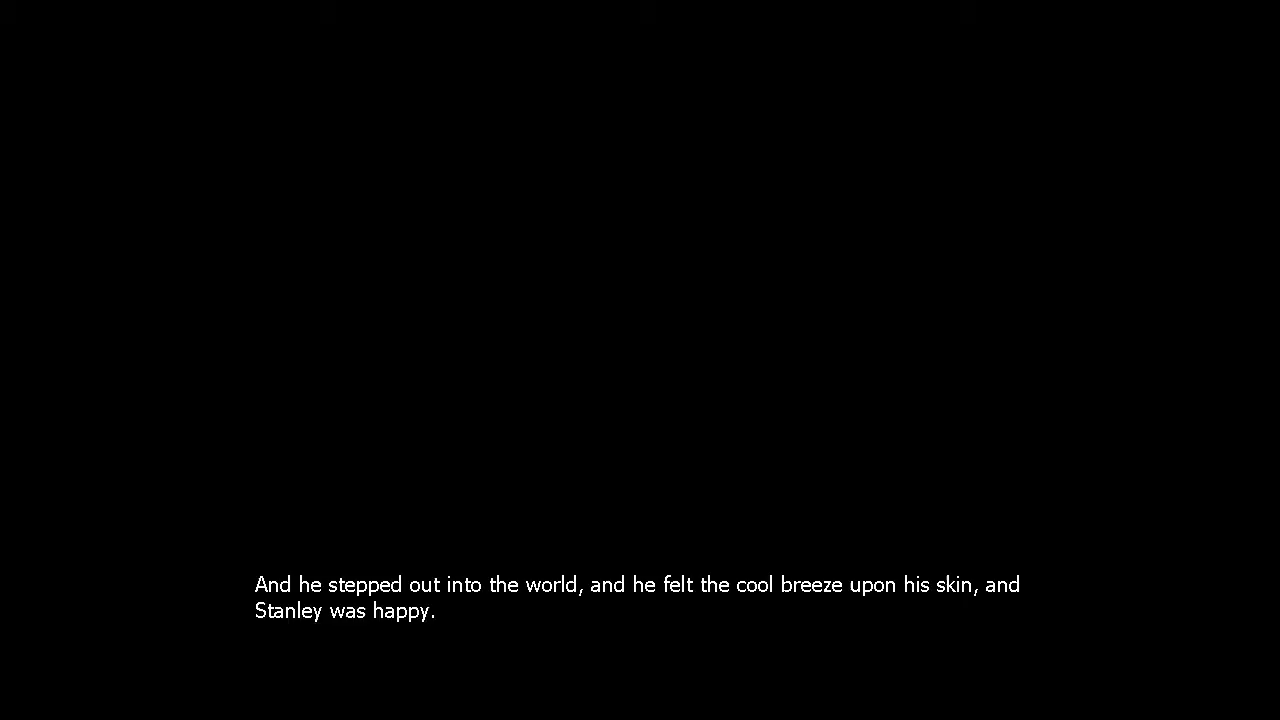 And he stepped out into the world, and he felt the cool breeze upon his skin, and
Stanley was happy.